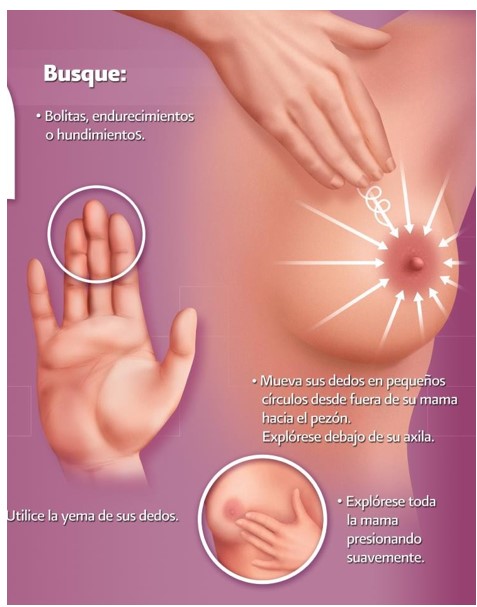 Busque:
• Bolitas, endurecimientos
o hundimientos.
• Mueva sus dedos en pequeños
círculos desde fuera de su mama
hacia el pezón.
Explórese debajo de su axila.
Utilice la yema de sus dedos.
• Explórese toda
la mama
presionando
suavemente.